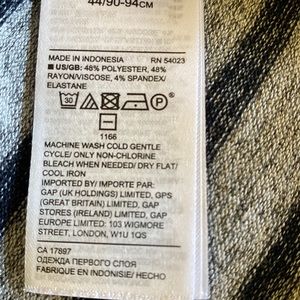 44/90-94CM
MADE IN INDONESIA RN 54023
■ US/GB: 48% POLYESTER, 48%
RAYON/VISCOSE, 4% SPANDEX/
ELASTANE
30 P
1166
MACHINE WASH COLD GENTLE
CYCLE/ ONLY NON-CHLORINE
BLEACH WHEN NEEDED/ DRY FLAT/
COOL IRON
IMPORTED BY/ IMPORTE PAR:
GAP (UK HOLDINGS) LIMITED, GPS
(GREAT BRITAIN) LIMITED, GAP
STORES (IRELAND) LIMITED, GAP
EUROPE LIMITED: 103 WIGMORE
STREET, LONDON, W1U 1QS
CA 17897
ОДЕЖДА ПЕРВОГО СЛОЯ
FABRIQUE EN INDONESIE/ HECHO